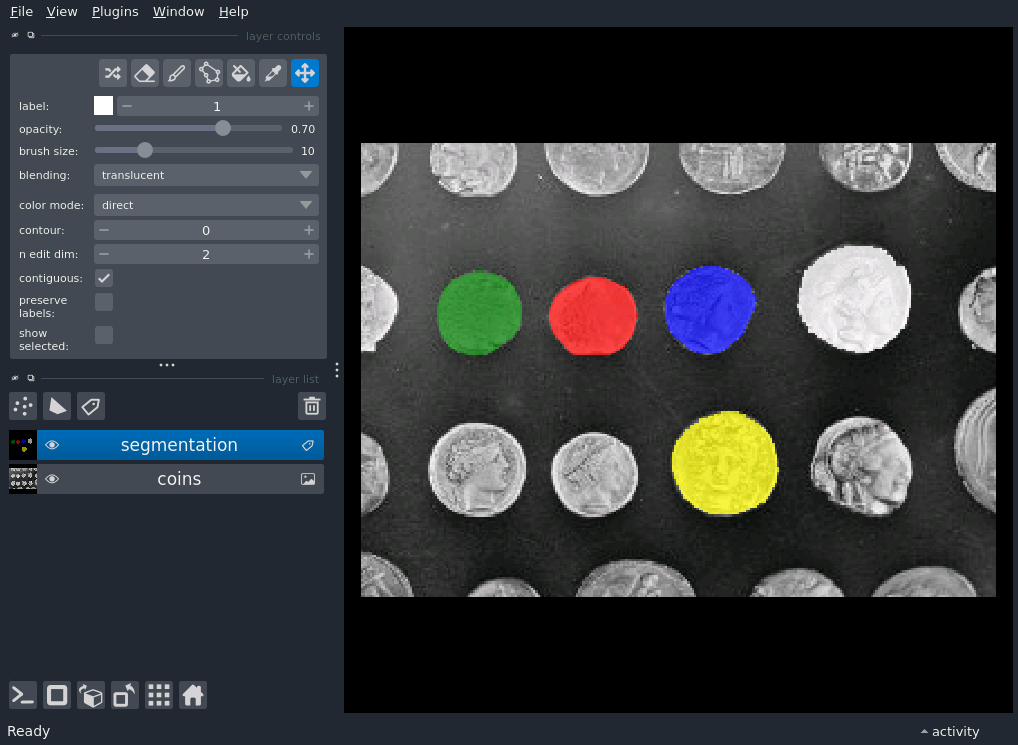 File View Plugins Window Help
layer controls
label: 1
opacity: 0.70
brush size: 10
blending: translucent
color mode: direct
contour: 0
n edit dim: 2
contiguous:
preserve
labels:
show
selected:
layer list
segmentation
coins
Ready
activity